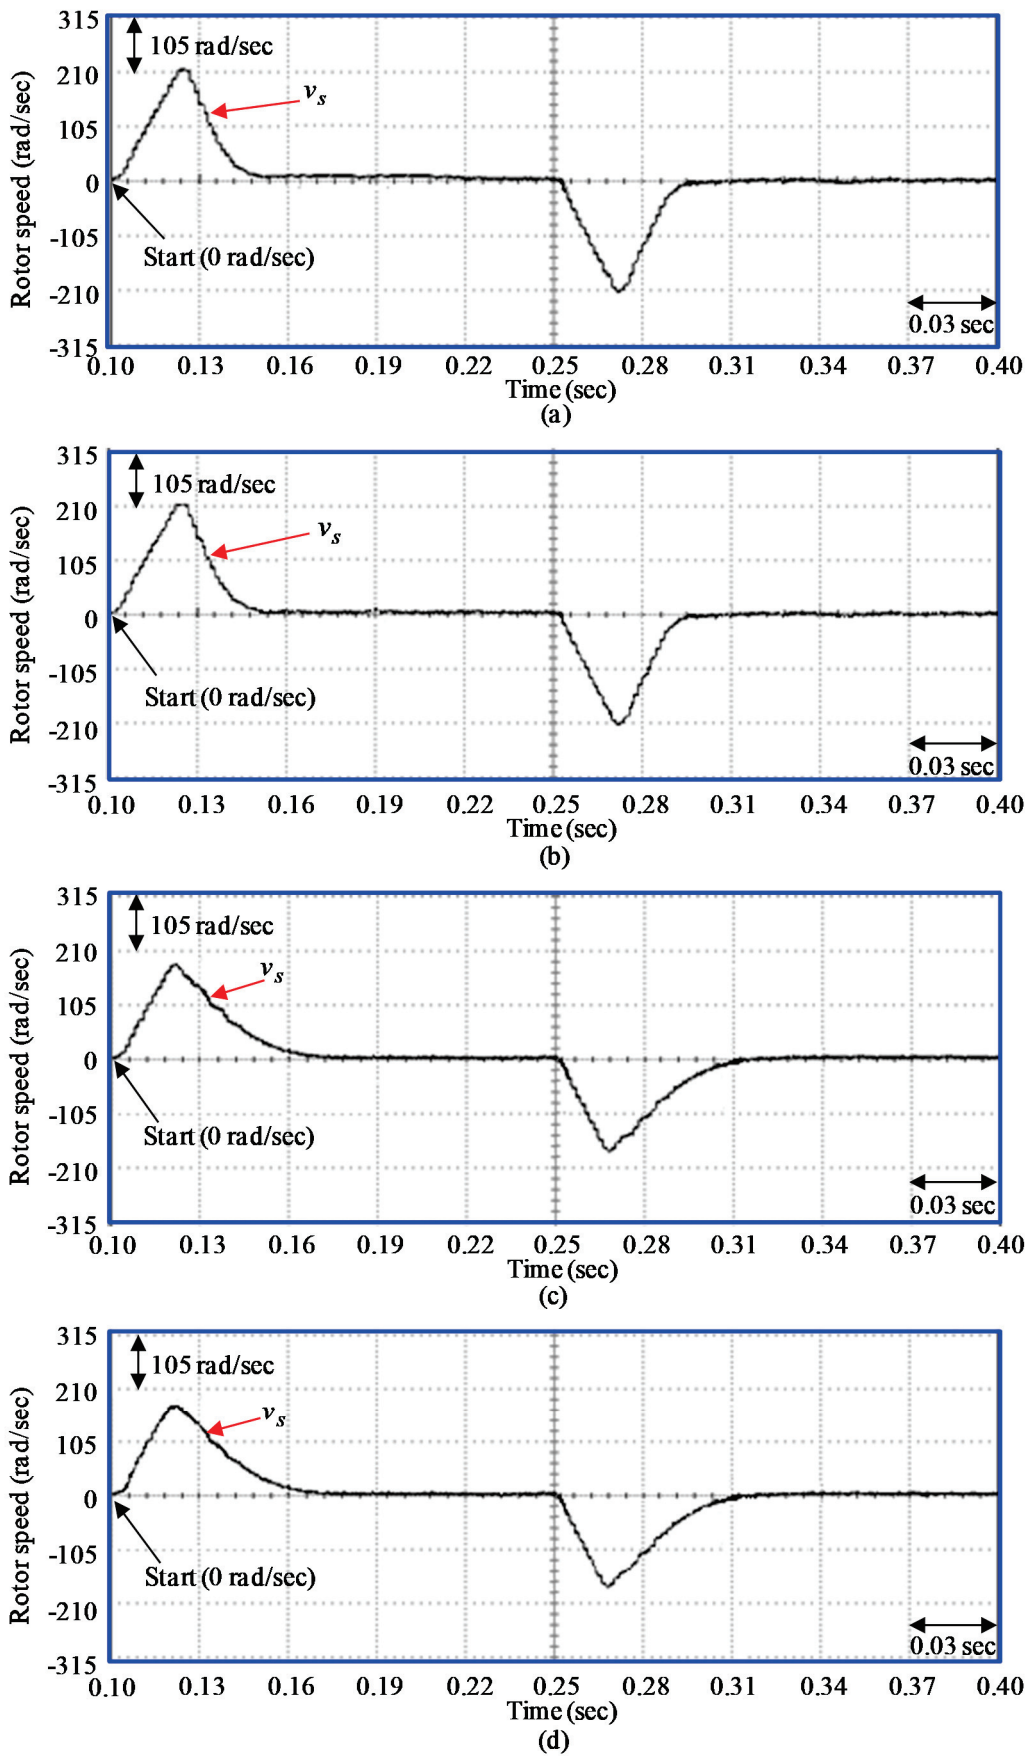 315
105 rad/sec
210
v_s
105
0
-105
Start (0 rad/sec)
-210
0.03 sec
-315
Rotor speed (rad/sec)
0.10 0.13 0.16 0.19 0.22 0.25 0.28 0.31 0.34 0.37 0.40
Time (sec)
(a)
315
105 rad/sec
210
v_s
105
0
-105
Start (0 rad/sec)
-210
0.03 sec
-315
Rotor speed (rad/sec)
0.10 0.13 0.16 0.19 0.22 0.25 0.28 0.31 0.34 0.37 0.40
Time (sec)
(b)
315
105 rad/sec
210
v_s
105
0
-105
Start (0 rad/sec)
-210
0.03 sec
-315
Rotor speed (rad/sec)
0.10 0.13 0.16 0.19 0.22 0.25 0.28 0.31 0.34 0.37 0.40
Time (sec)
(c)
315
105 rad/sec
210
v_s
105
0
-105
Start (0 rad/sec)
-210
0.03 sec
-315
Rotor speed (rad/sec)
0.10 0.13 0.16 0.19 0.22 0.25 0.28 0.31 0.34 0.37 0.40
Time (sec)
(d)